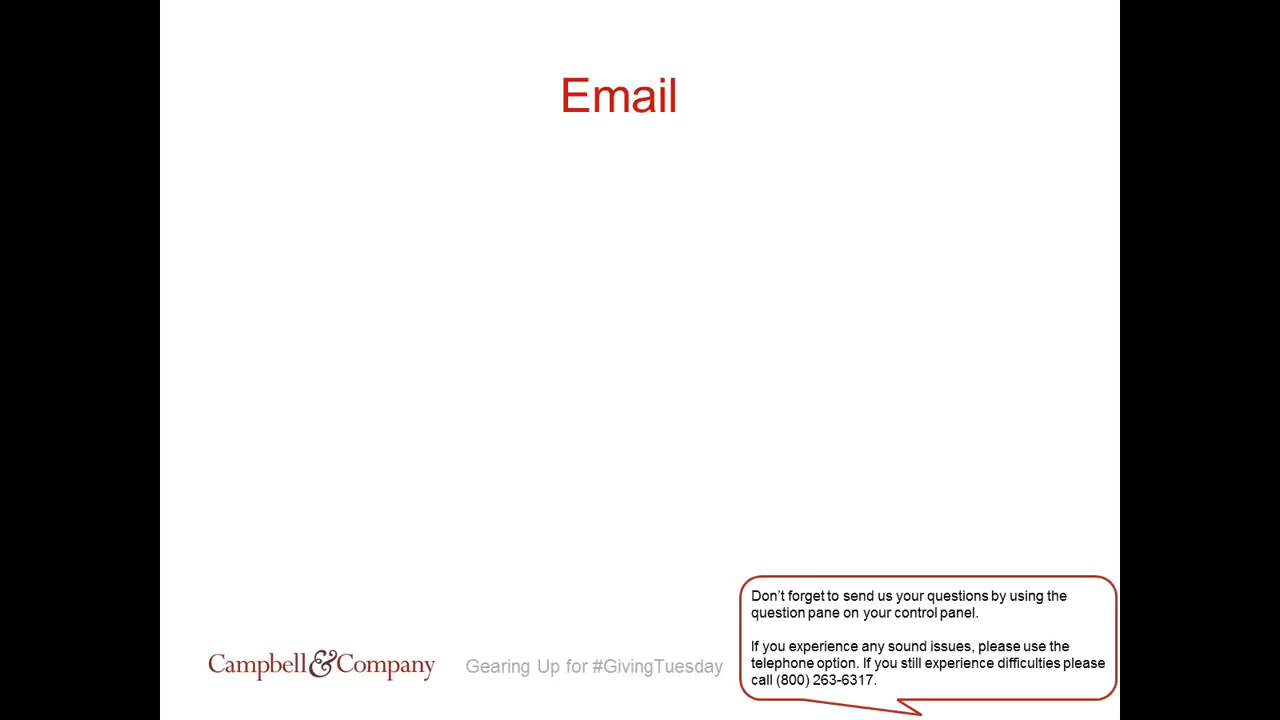 Email
Don't forget to send us your questions by using the
question pane on your control panel.
If you experience any sound issues, please use the
telephone option. If you still experience difficulties please
call (800) 263-6317.
Campbell&Company
Gearing Up for #GivingTuesday